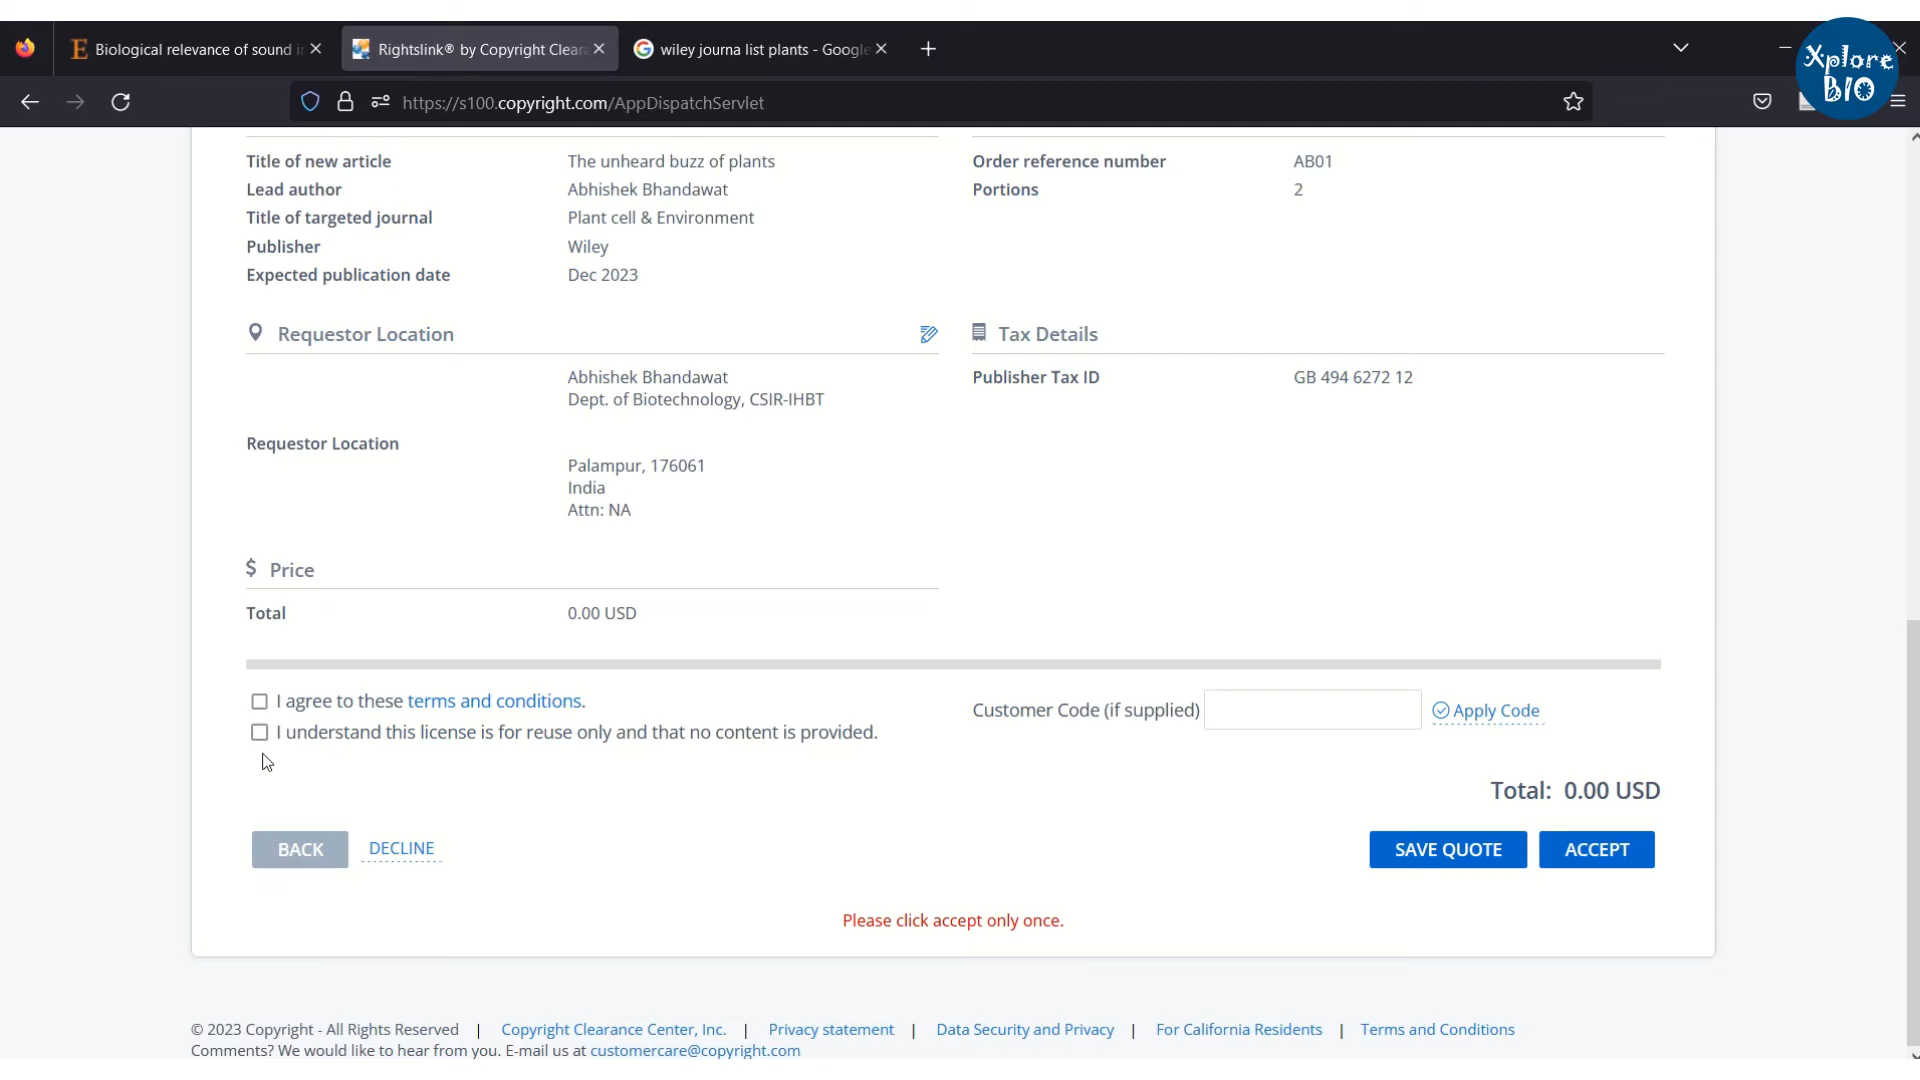 Biological relevance of sound in
Rightslink® by Copyright Cleara
wiley journa list plants - Google
Xplore
BIO
https://s100.copyright.com/AppDispatchServlet
Title of new article The unheard buzz of plants
Lead author Abhishek Bhandawat
Title of targeted journal Plant cell & Environment
Publisher Wiley
Expected publication date Dec 2023
Order reference number AB01
Portions 2
Requestor Location
Abhishek Bhandawat
Dept. of Biotechnology, CSIR-IHBT
Requestor Location
Palampur, 176061
India
Attn: NA
Tax Details
Publisher Tax ID GB 494 6272 12
$ Price
Total 0.00 USD
I agree to these terms and conditions.
I understand this license is for reuse only and that no content is provided.
Customer Code (if supplied) Apply Code
Total: 0.00 USD
BACK DECLINE SAVE QUOTE ACCEPT
Please click accept only once.
© 2023 Copyright - All Rights Reserved | Copyright Clearance Center, Inc. | Privacy statement | Data Security and Privacy | For California Residents | Terms and Conditions
Comments? We would like to hear from you. E-mail us at customercare@copyright.com